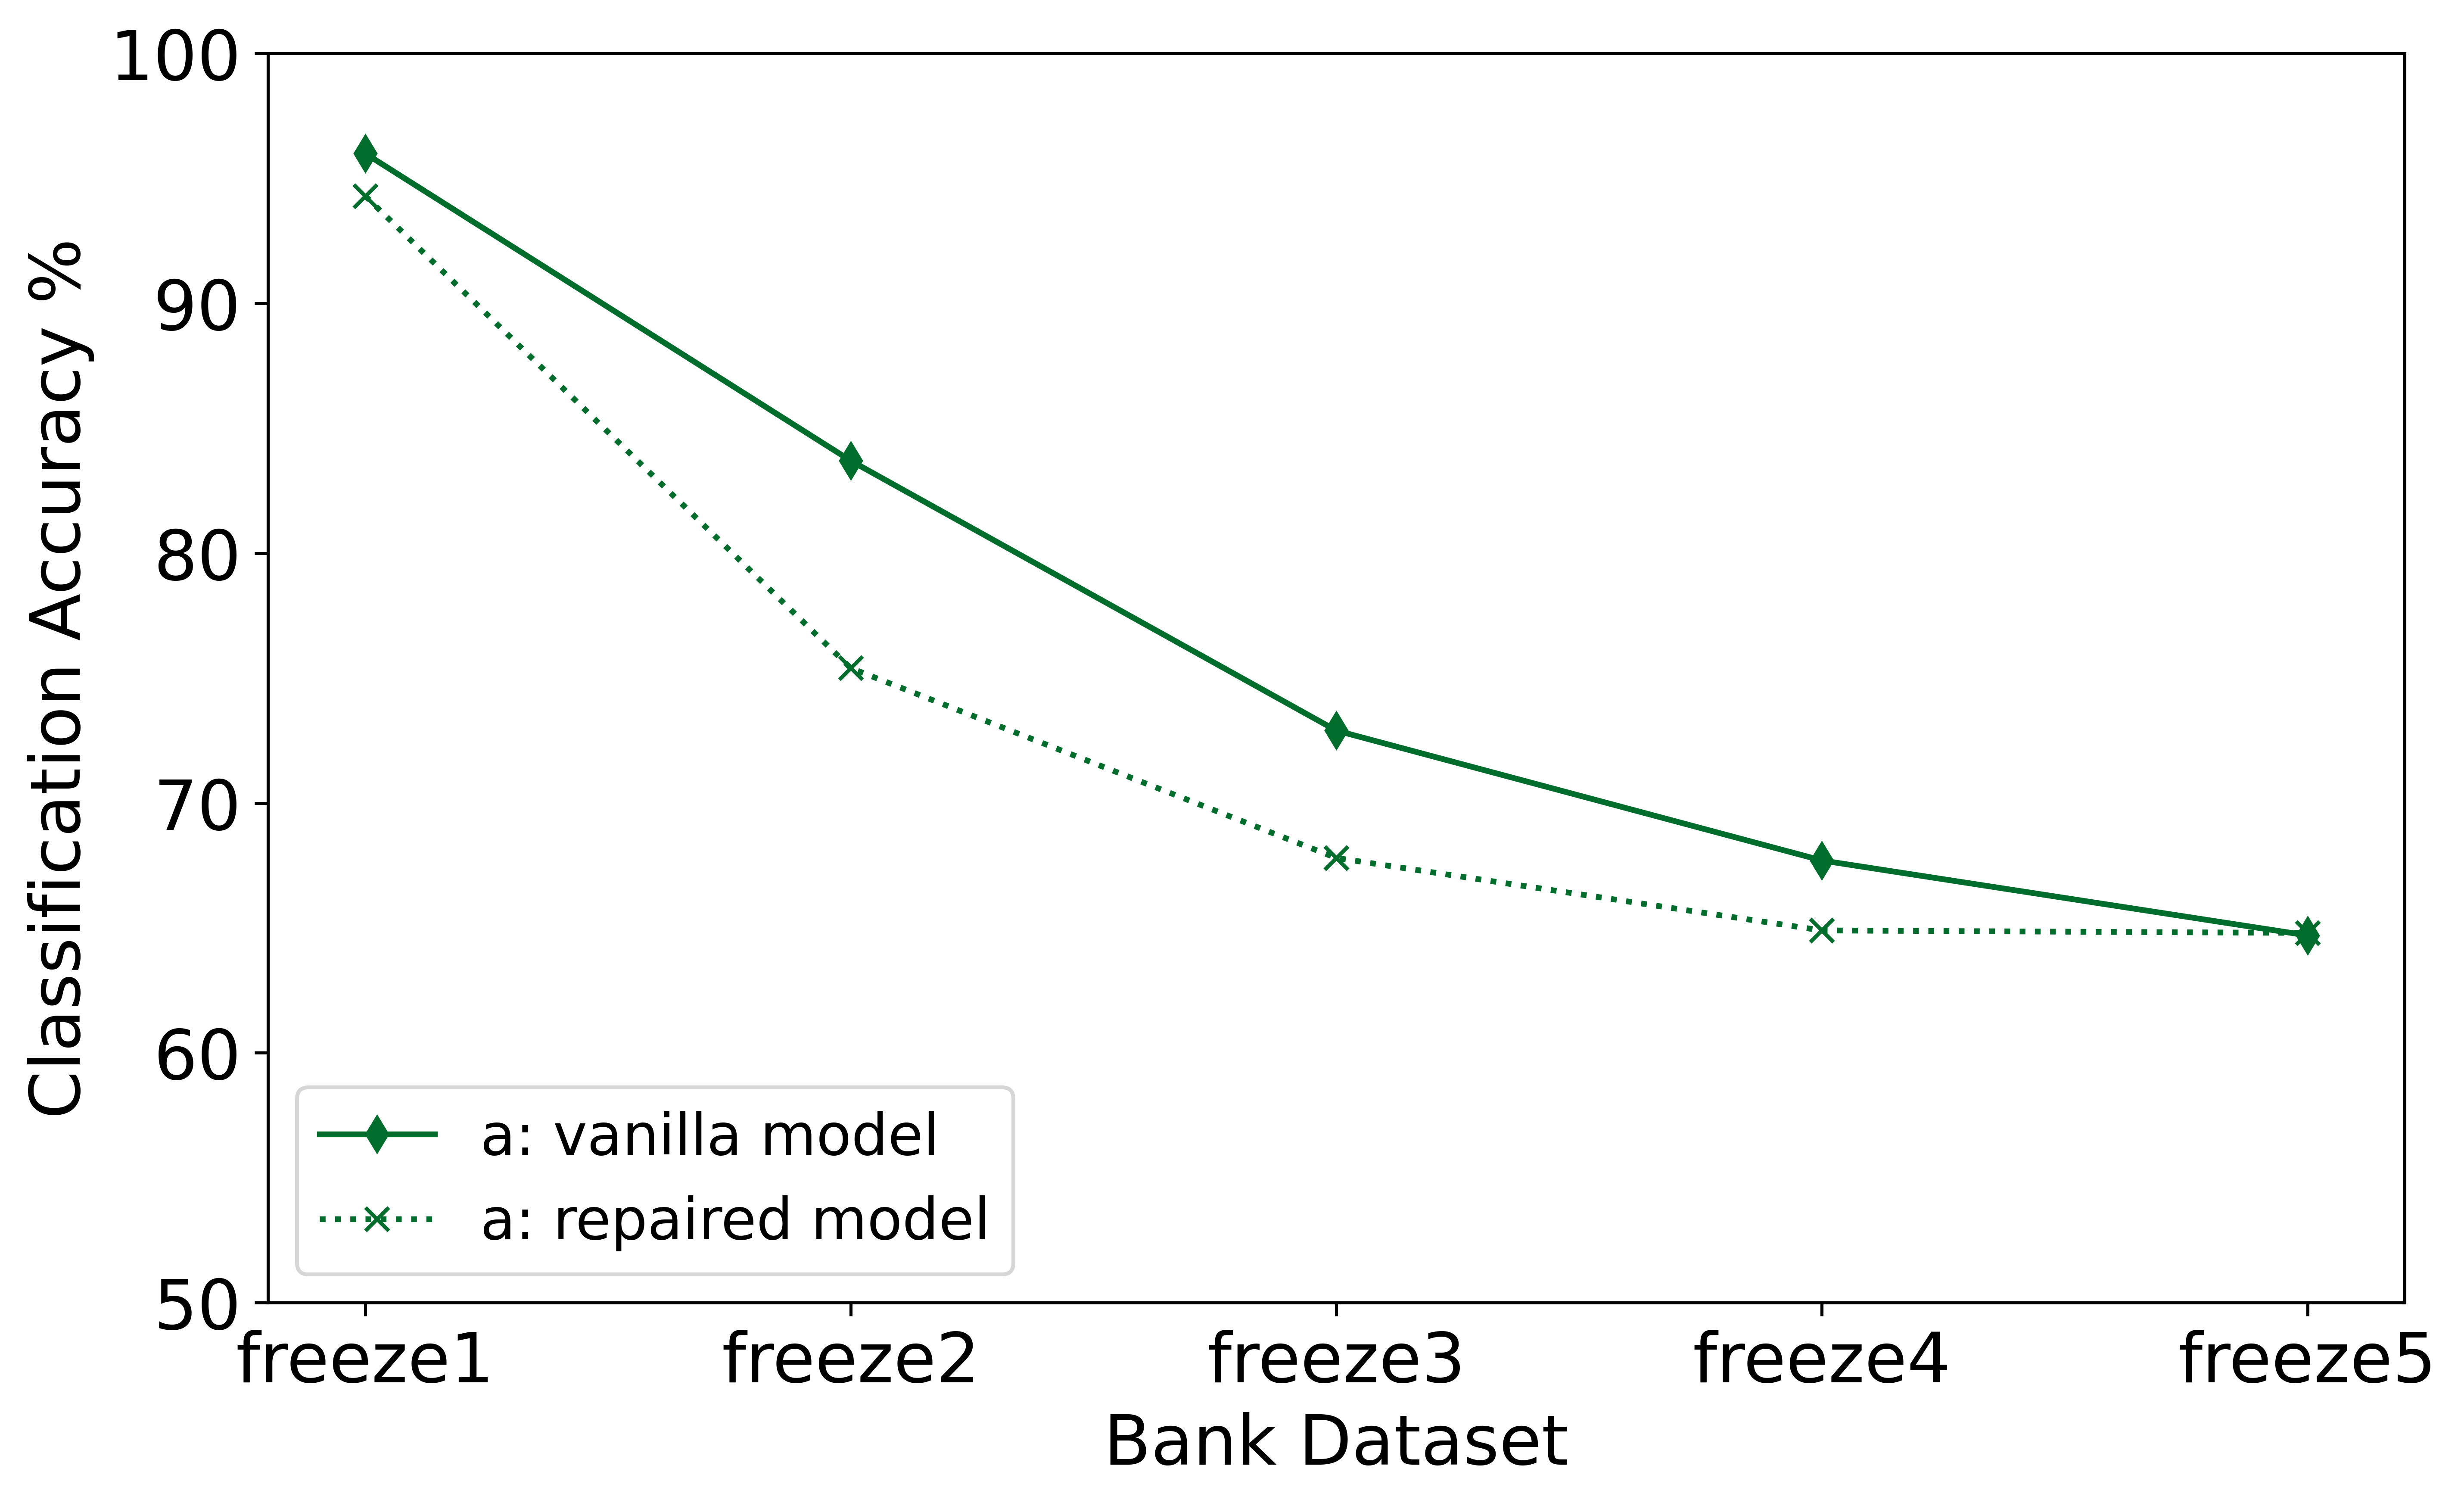 Classification Accuracy %
100
90
80
70
60
50
a: vanilla model
a: repaired model
freeze1 freeze2 freeze3 freeze4 freeze5
Bank Dataset